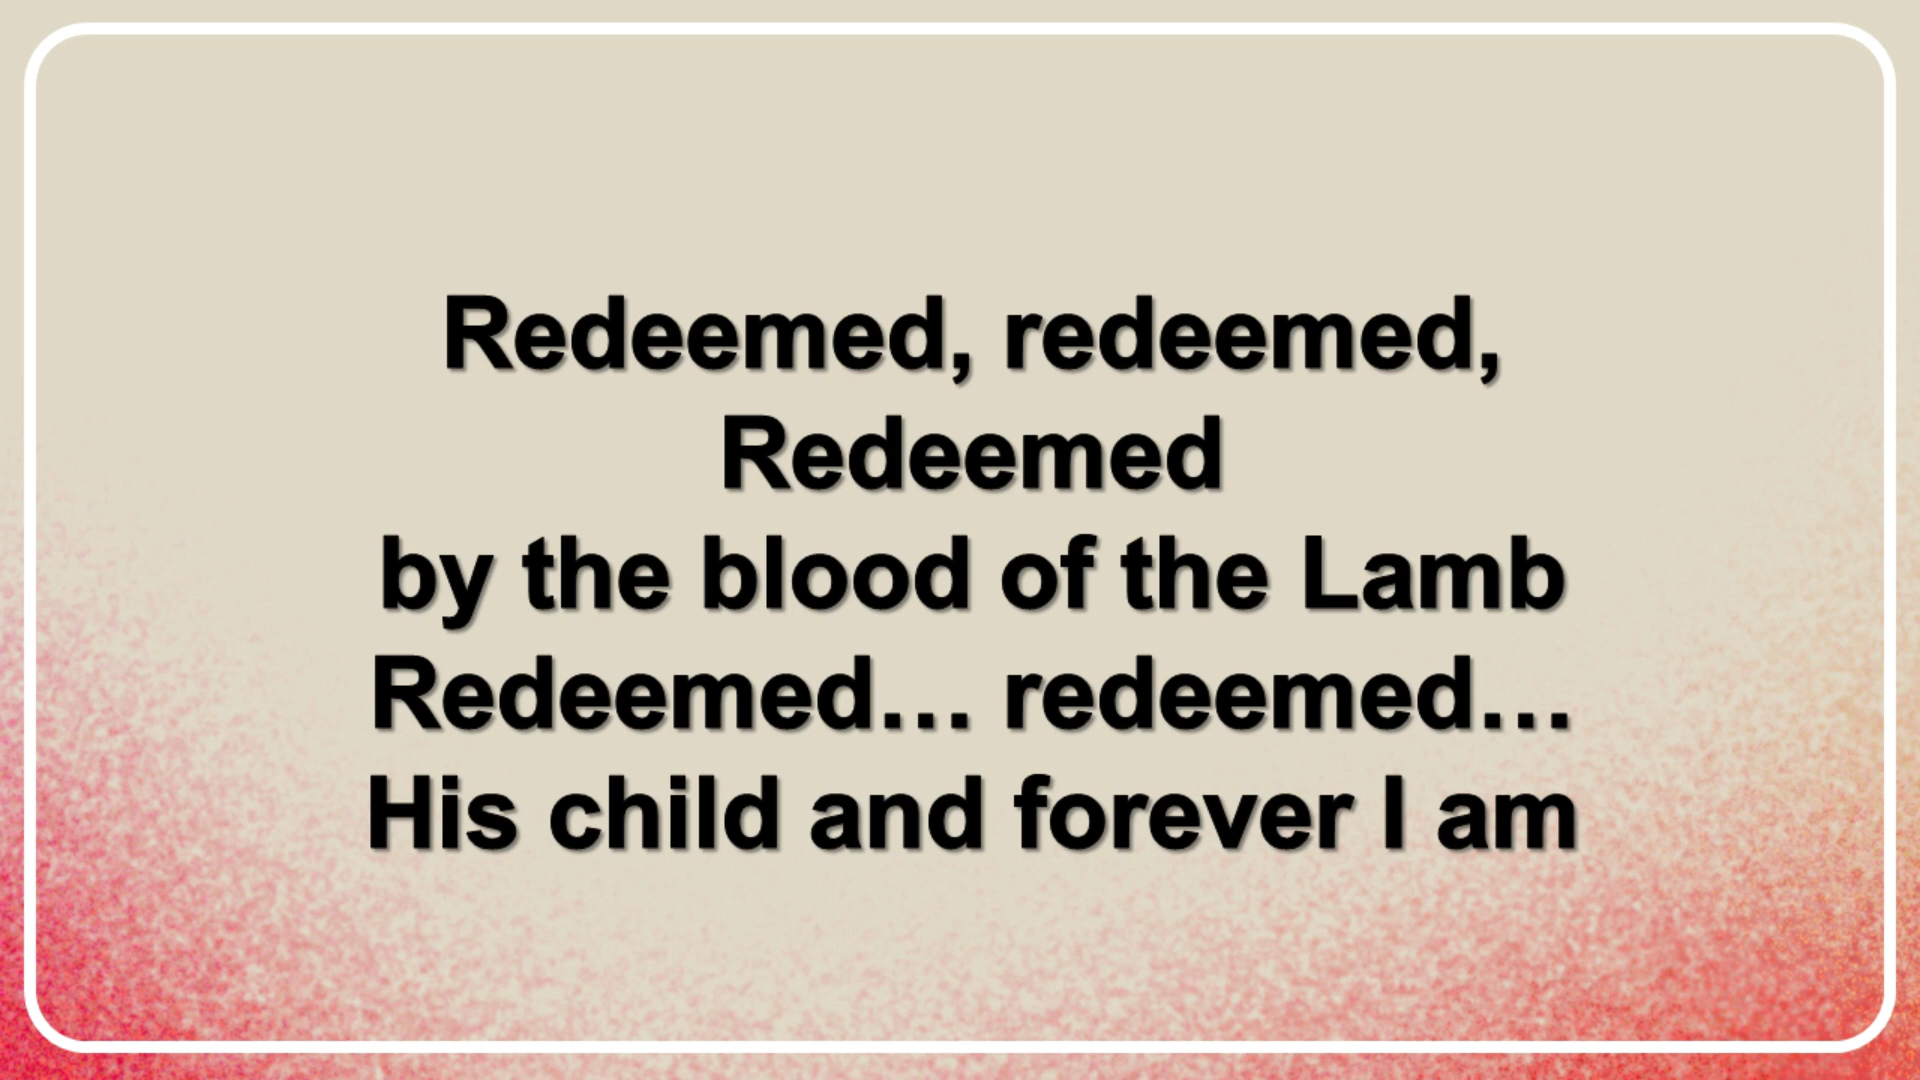 Redeemed, redeemed,
Redeemed
by the blood of the Lamb
Redeemed… redeemed…
His child and forever I am